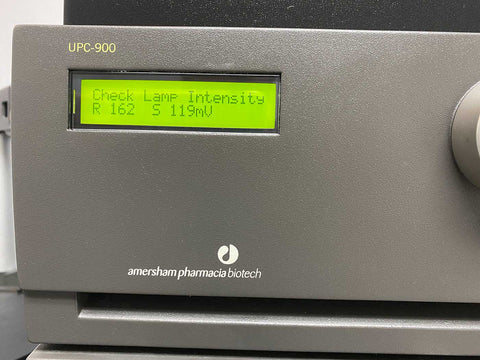 UPC-900
Check Lamp Intensity
R 162 S 119mV
amersham pharmacia biotech